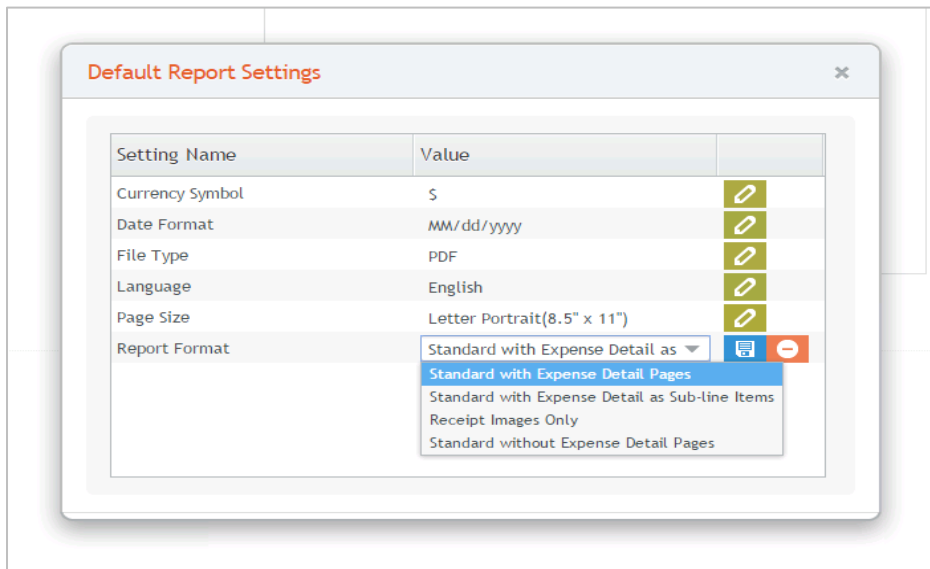 Default Report Settings ×
Setting Name Value
Currency Symbol $
Date Format MM/dd/yyyy
File Type PDF
Language English
Page Size Letter Portrait(8.5" x 11")
Report Format Standard with Expense Detail as
Standard with Expense Detail Pages
Standard with Expense Detail as Sub-line Items
Receipt Images Only
Standard without Expense Detail Pages